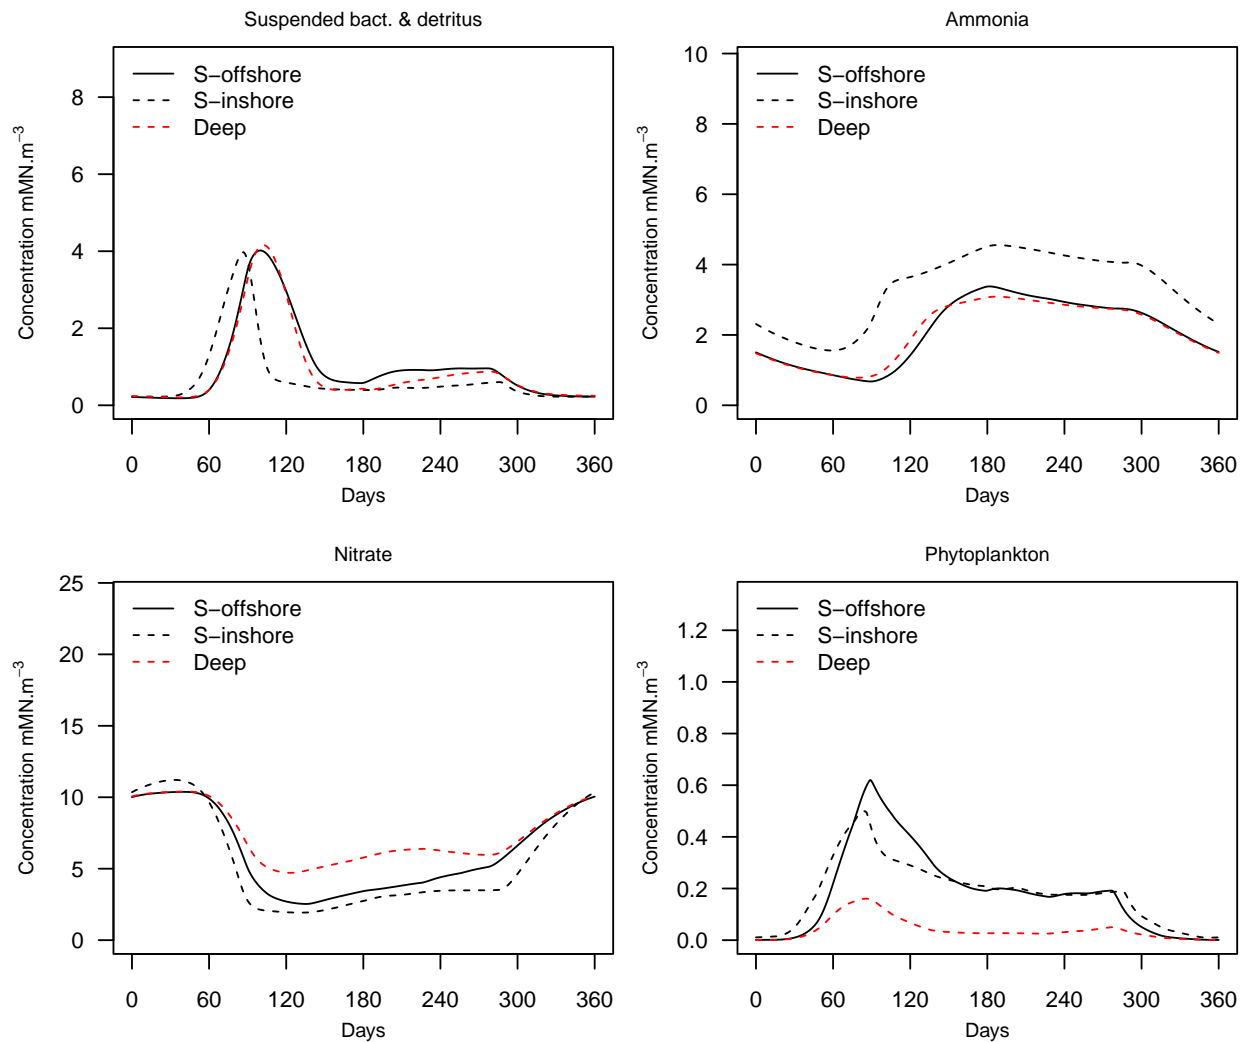 Suspended bact. & detritus
Concentration mMN.m⁻³
8
6
4
2
0
S−offshore
S−inshore
Deep
0 60 120 180 240 300 360
Days
Ammonia
Concentration mMN.m⁻³
10
8
6
4
2
0
S−offshore
S−inshore
Deep
0 60 120 180 240 300 360
Days
Nitrate
Concentration mMN.m⁻³
25
20
15
10
5
0
S−offshore
S−inshore
Deep
0 60 120 180 240 300 360
Days
Phytoplankton
Concentration mMN.m⁻³
1.2
1.0
0.8
0.6
0.4
0.2
0.0
S−offshore
S−inshore
Deep
0 60 120 180 240 300 360
Days